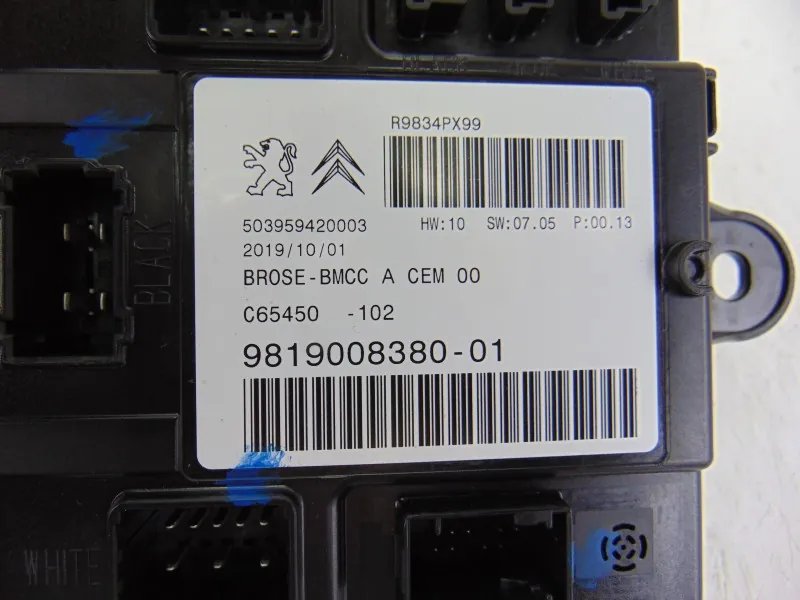 R9834PX99
503959420003 HW:10 SW:07.05 P:00.13
2019/10/01
BROSE-BMCC A CEM 00
C65450 -102
9819008380-01
BLACK
WHITE